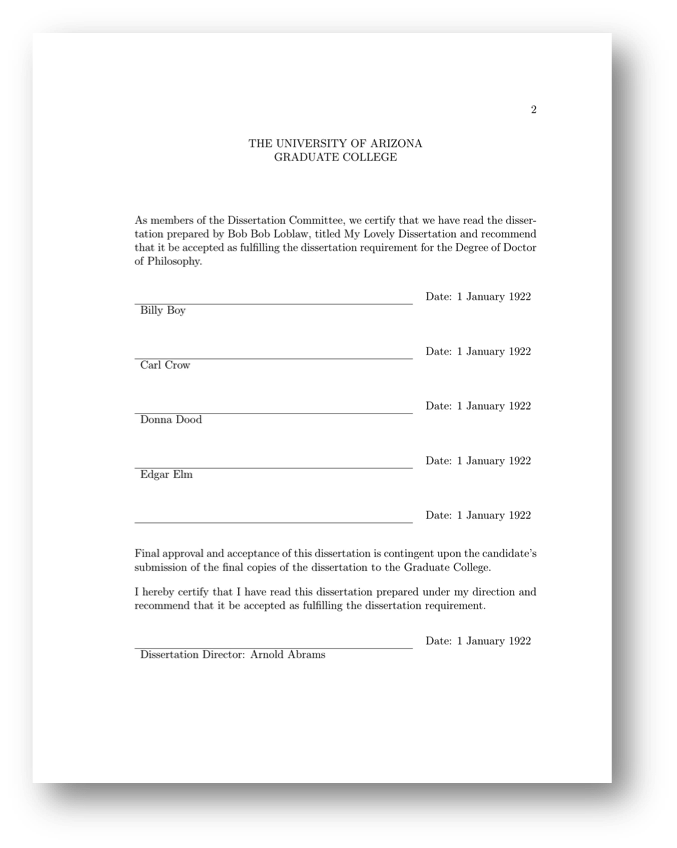 2
THE UNIVERSITY OF ARIZONA
GRADUATE COLLEGE
As members of the Dissertation Committee, we certify that we have read the disser-
tation prepared by Bob Bob Loblaw, titled My Lovely Dissertation and recommend
that it be accepted as fulfilling the dissertation requirement for the Degree of Doctor
of Philosophy.
Date: 1 January 1922
Billy Boy
Date: 1 January 1922
Carl Crow
Date: 1 January 1922
Donna Dood
Date: 1 January 1922
Edgar Elm
Date: 1 January 1922
Final approval and acceptance of this dissertation is contingent upon the candidate's
submission of the final copies of the dissertation to the Graduate College.
I hereby certify that I have read this dissertation prepared under my direction and
recommend that it be accepted as fulfilling the dissertation requirement.
Date: 1 January 1922
Dissertation Director: Arnold Abrams